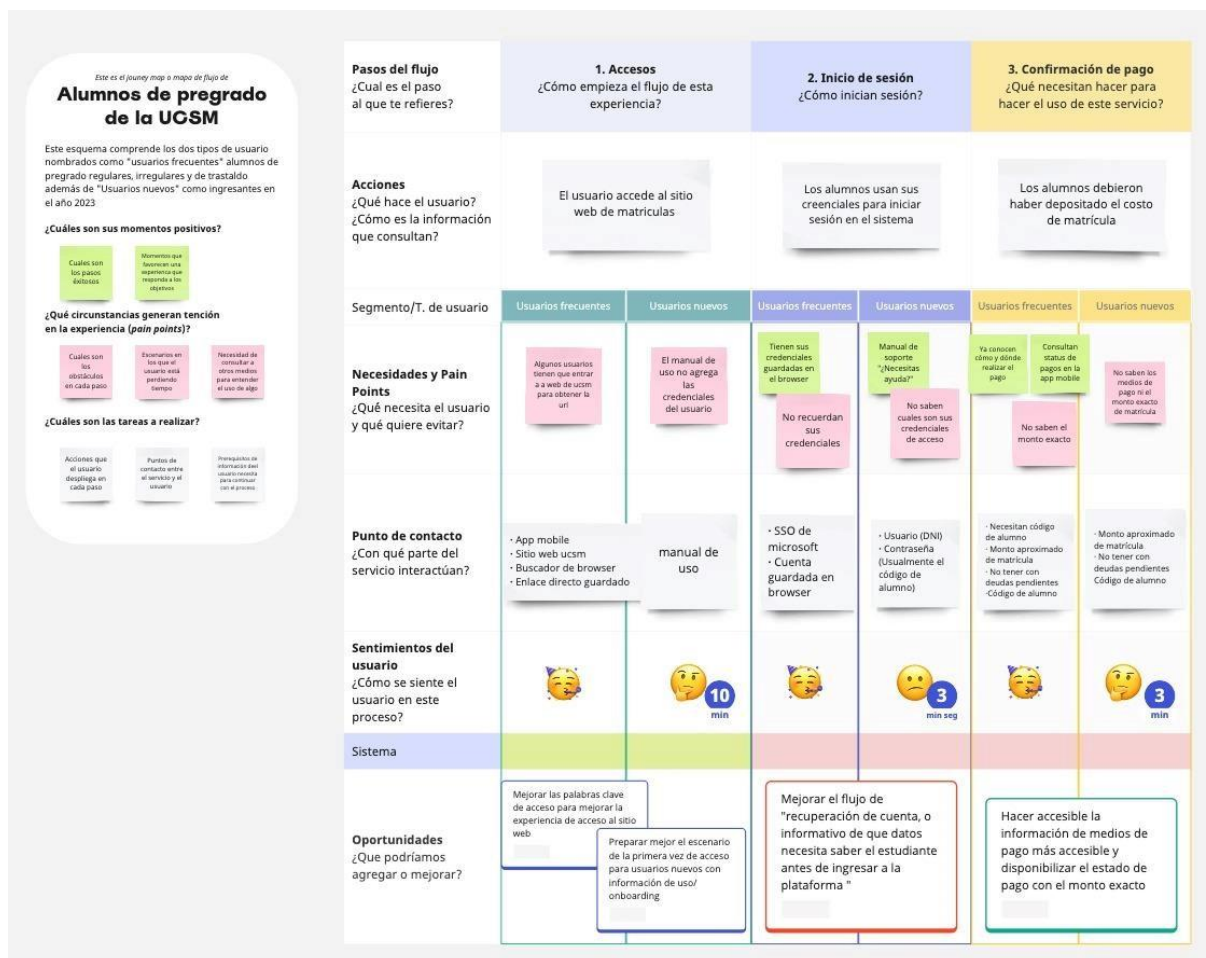 Este es el jouney map o mapa de flujo de
Alumnos de pregrado
de la UCSM
Este esquema comprende los dos tipos de usuario
nombrados como "usuarios frecuentes" alumnos de
pregrado regulares, irregulares y de trastaldo
además de "Usuarios nuevos" como ingresantes en
el año 2023
¿Cuáles son sus momentos positivos?
Cuales son
los pasos
éxitosos
Momentos que
favorecen una
experienca que
responda a los
objetivos
¿Qué circustancias generan tención
en la experiencia (pain points)?
Cuales son
los
obstáculos
en cada paso
Escenarios en
los que el
usuario está
perdiendo
tiempo
Necesidad de
consultar a
otros medios
para entender
el uso de algo
¿Cuáles son las tareas a realizar?
Acciones que
el usuario
despliega en
cada paso
Puntos de
contacto entre
el servicio y el
usuario
Prerequisitos de
información deel
usuario necesita
para continuar
con el proceso
Pasos del flujo
¿Cual es el paso
al que te refieres?
1. Accesos
¿Cómo empieza el flujo de esta
experiencia?
2. Inicio de sesión
¿Cómo inician sesión?
3. Confirmación de pago
¿Qué necesitan hacer para
hacer el uso de este servicio?
Acciones
¿Qué hace el usuario?
¿Cómo es la información
que consultan?
El usuario accede al sitio
web de matriculas
Los alumnos usan sus
creenciales para iniciar
sesión en el sistema
Los alumnos debieron
haber depositado el costo
de matrícula
Segmento/T. de usuario
Usuarios frecuentes
Usuarios nuevos
Usuarios frecuentes
Usuarios nuevos
Usuarios frecuentes
Usuarios nuevos
Necesidades y Pain
Points
¿Qué necesita el usuario
y qué quiere evitar?
Algunos usuarios
tienen que entrar
a a web de ucsm
para obtener la
url
El manual de
uso no agrega
las
credenciales
del usuario
Tienen sus
credenciales
guardadas en
el browser
No recuerdan
sus
credenciales
Manual de
soporte
"¿Necesitas
ayuda?"
No saben
cuales son sus
credenciales
de acceso
Ya conocen
cómo y dónde
realizar el
pago
Consultan
status de
pagos en la
app mobile
No saben el
monto exacto
No saben los
medios de
pago ni el
monto exacto
de matrícula
Punto de contacto
¿Con qué parte del
servicio interactúan?
· App mobile
· Sitio web ucsm
· Buscador de browser
· Enlace directo guardado
manual de
uso
· SSO de
microsoft
· Cuenta
guardada en
browser
· Usuario (DNI)
· Contraseña
(Usualmente el
código de
alumno)
· Necesitan código
de alumno
· Monto aproximado
de matrícula
· No tener con
deudas pendientes
·Código de alumno
· Monto aproximado
de matrícula
· No tener con
deudas pendientes
Código de alumno
Sentimientos del
usuario
¿Cómo se siente el
usuario en este
proceso?
10
min
3
min seg
3
min
Sistema
Oportunidades
¿Que podríamos
agregar o mejorar?
Mejorar las palabras clave
de acceso para mejorar la
experiencia de acceso al sitio
web
Preparar mejor el escenario
de la primera vez de acceso
para usuarios nuevos con
información de uso/
onboarding
Mejorar el flujo de
"recuperación de cuenta, o
informativo de que datos
necesita saber el estudiante
antes de ingresar a la
plataforma "
Hacer accesible la
información de medios de
pago más accesible y
disponibilizar el estado de
pago con el monto exacto